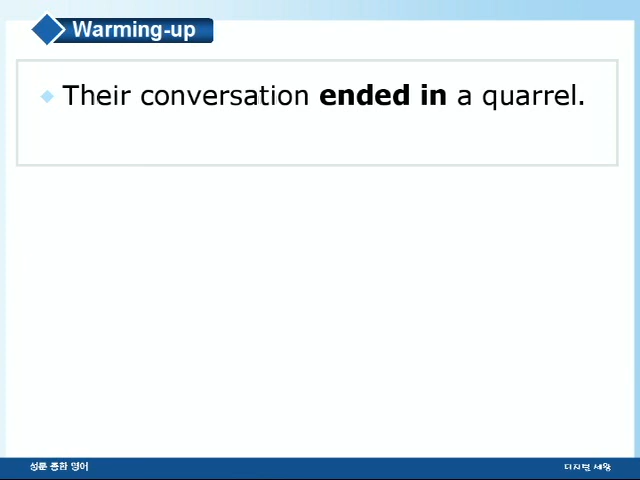 Warming-up
Their conversation ended in a quarrel.
성문 종합 영어
디지털 세왕